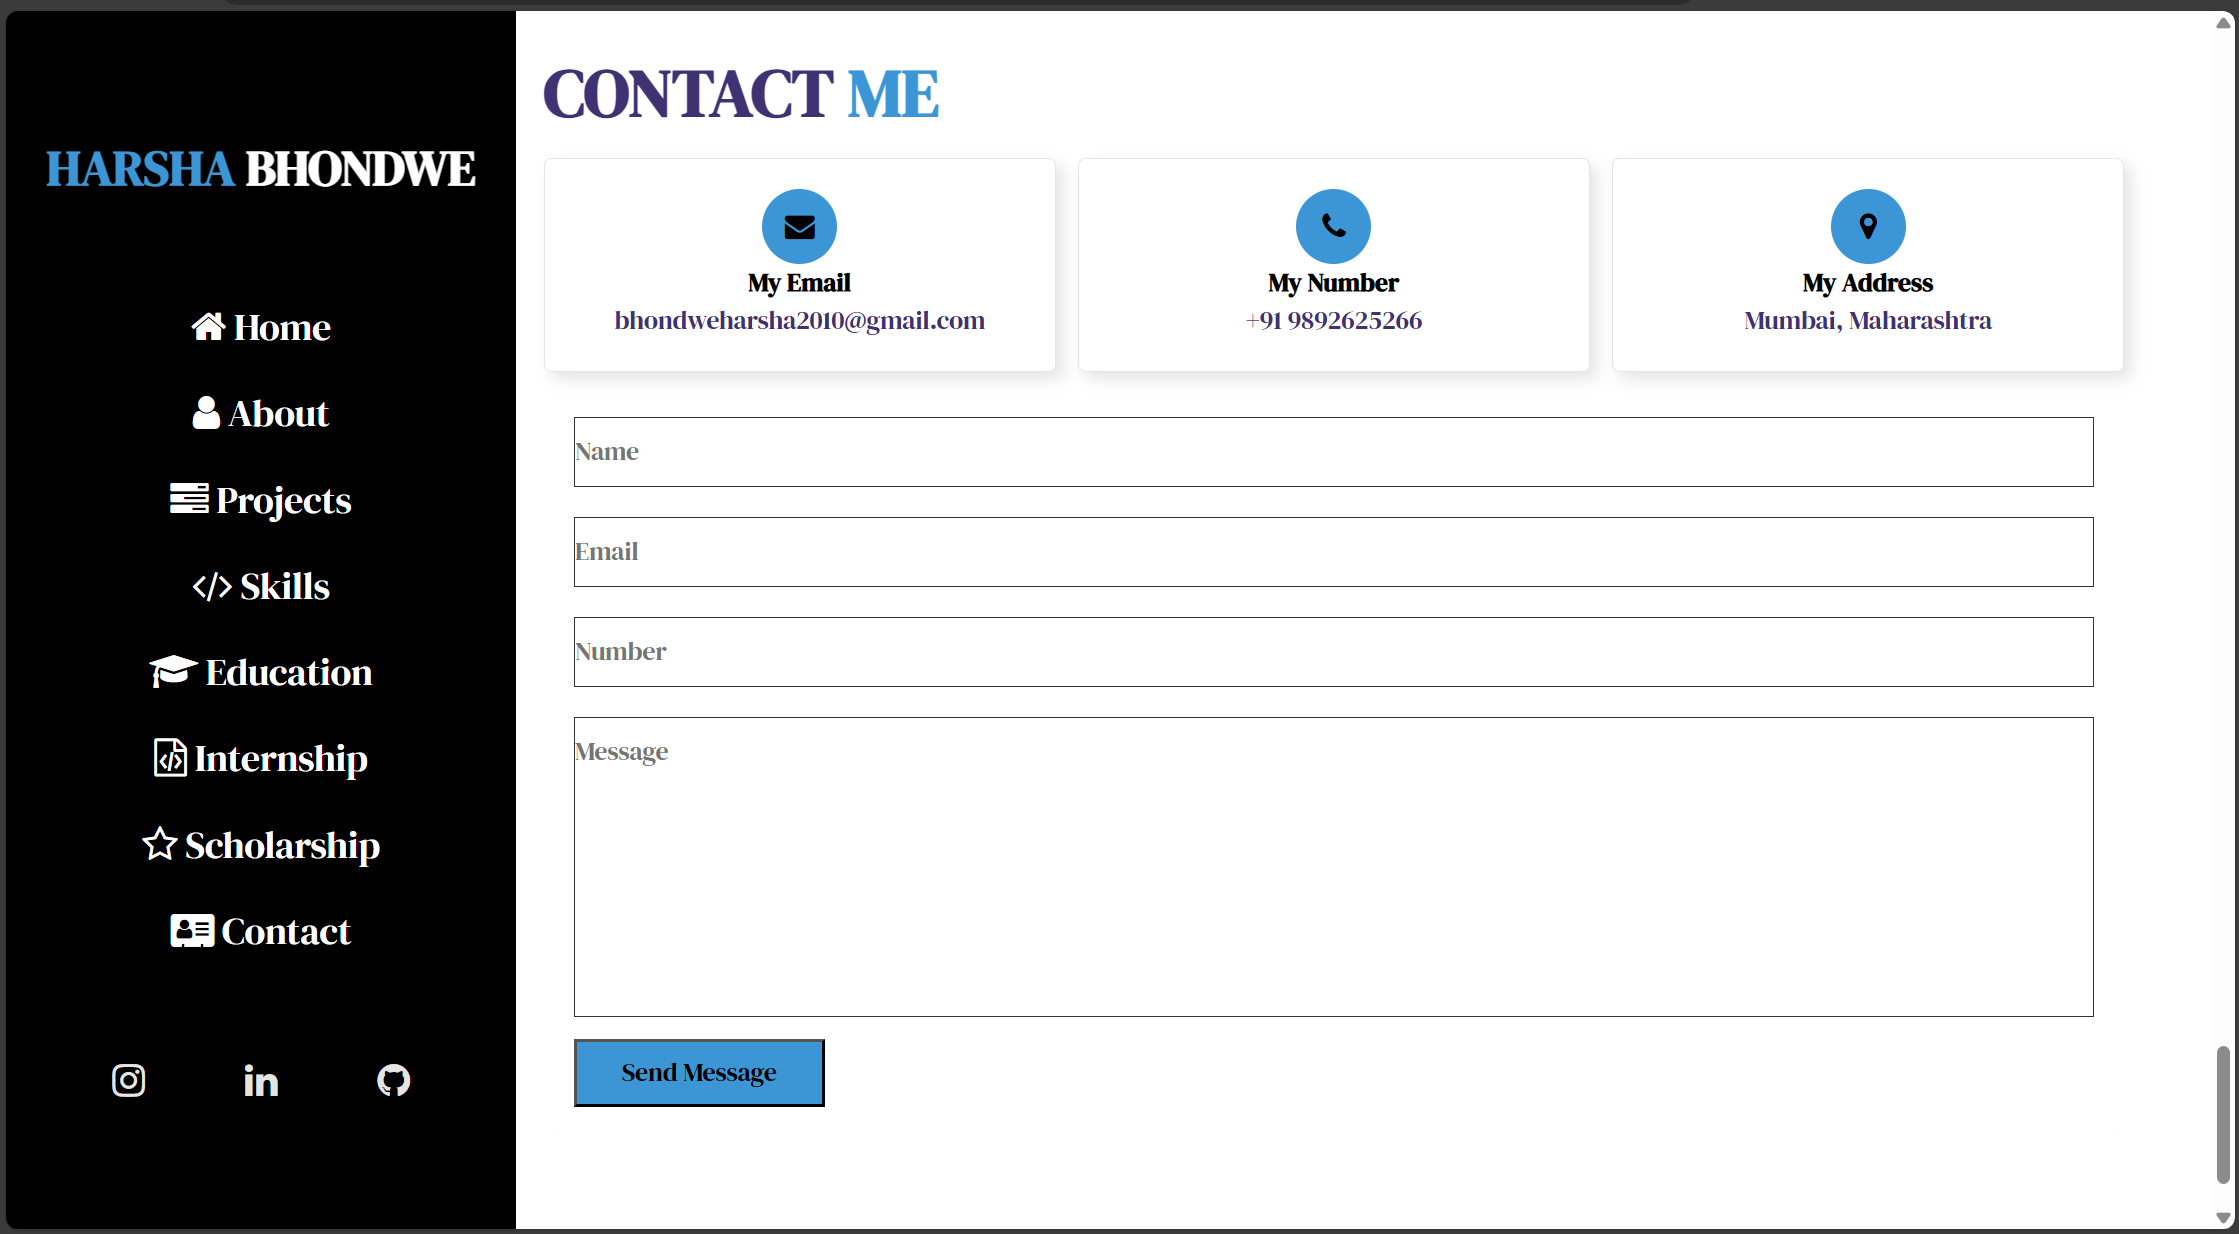 HARSHA BHONDWE
Home
About
Projects
Skills
Education
Internship
Scholarship
Contact
CONTACT ME
My Email
bhondweharsha2010@gmail.com
My Number
+91 9892625266
My Address
Mumbai, Maharashtra
Name
Email
Number
Message
Send Message